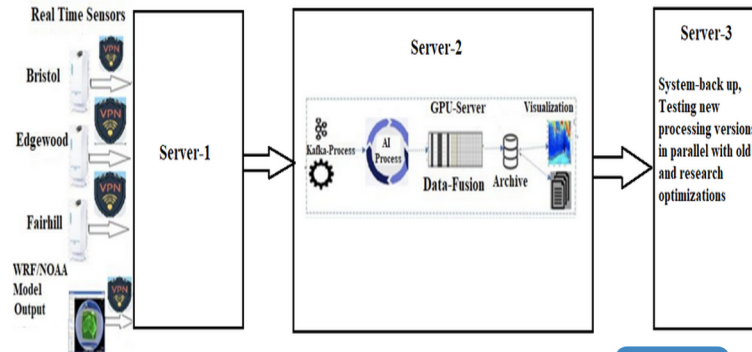 Real Time Sensors
VPN
Bristol
VPN
Edgewood
VPN
Fairhill
WRF/NOAA
Model
Output
VPN
Server-1
Server-2
GPU-Server
Visualization
Kafka-Process
AI
Process
Data-Fusion
Archive
Server-3
System-back up,
Testing new
processing versions
in parallel with old
and research
optimizations